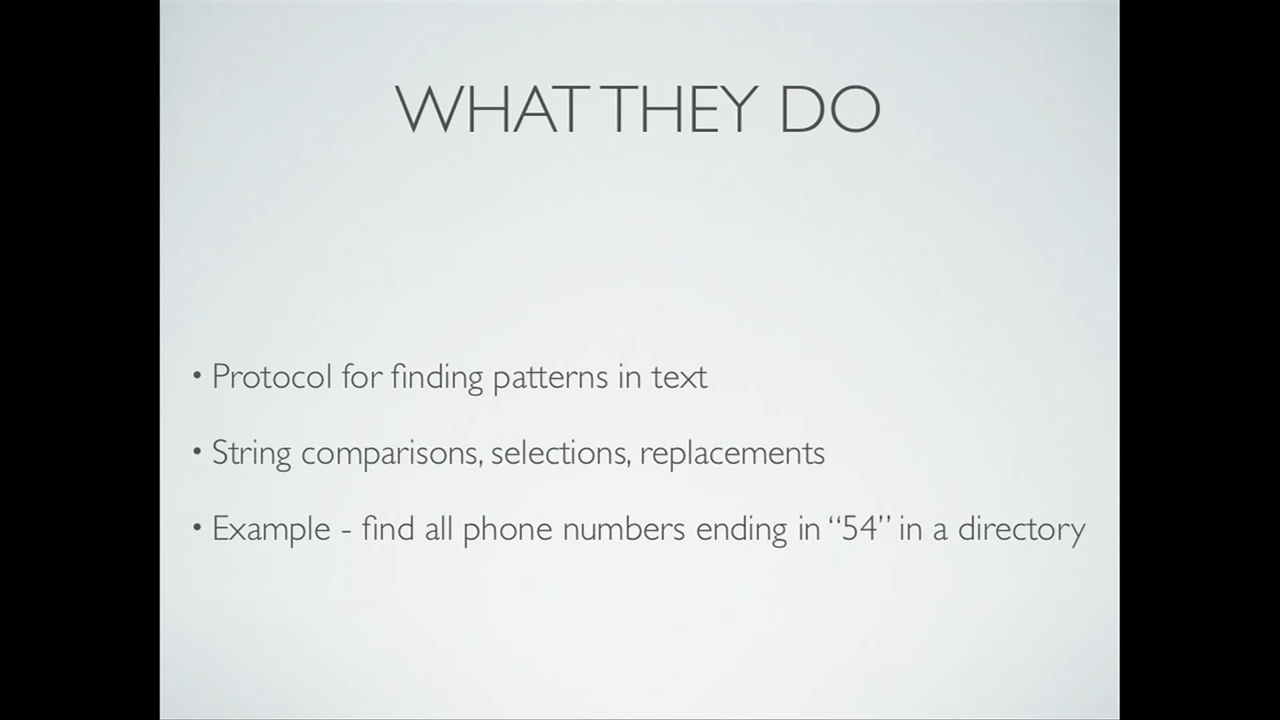 WHAT THEY DO
• Protocol for finding patterns in text
• String comparisons, selections, replacements
• Example - find all phone numbers ending in “54” in a directory